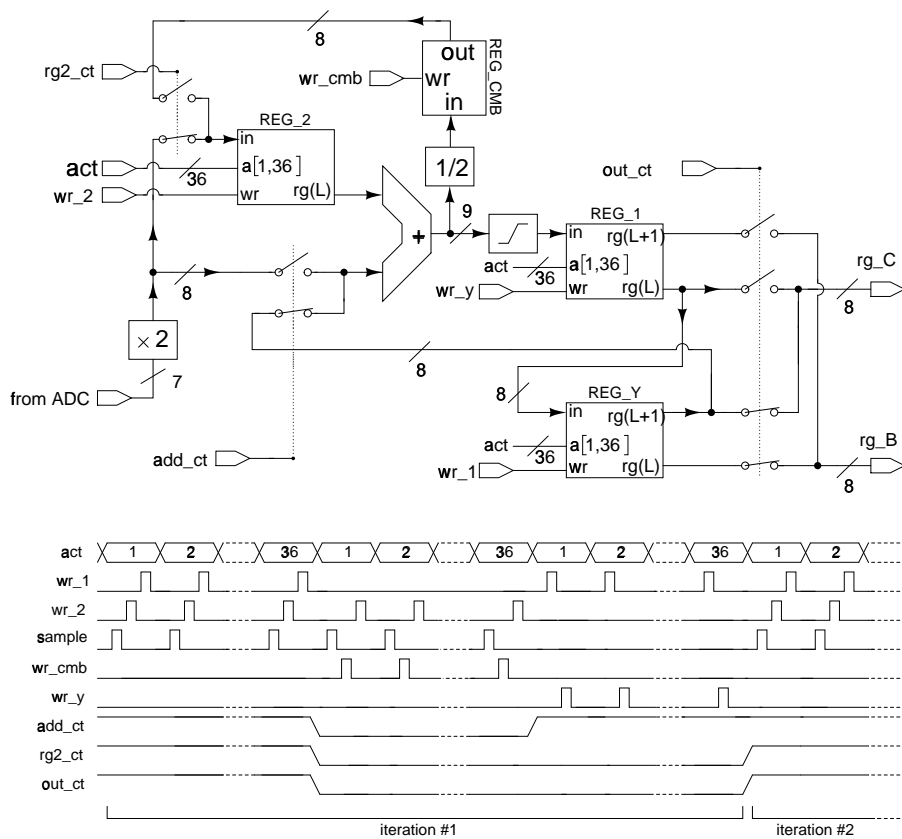 8
out
REG_CMB
rg2_ct
wr_cmb
wr
in
REG_2
in
act
36
a[1,36]
1/2
out_ct
wr_2
wr
rg(L)
9
REG_1
+
in
rg(L+1)
act
36
a[1,36]
rg_C
8
wr_y
wr
rg(L)
8
× 2
8
7
8
REG_Y
from ADC
in
rg(L+1)
act
36
a[1,36]
rg_B
add_ct
wr_1
wr
rg(L)
8
act 1 2 36 1 2 36 1 2 36 1 2
wr_1
wr_2
sample
wr_cmb
wr_y
add_ct
rg2_ct
out_ct
iteration #1 iteration #2